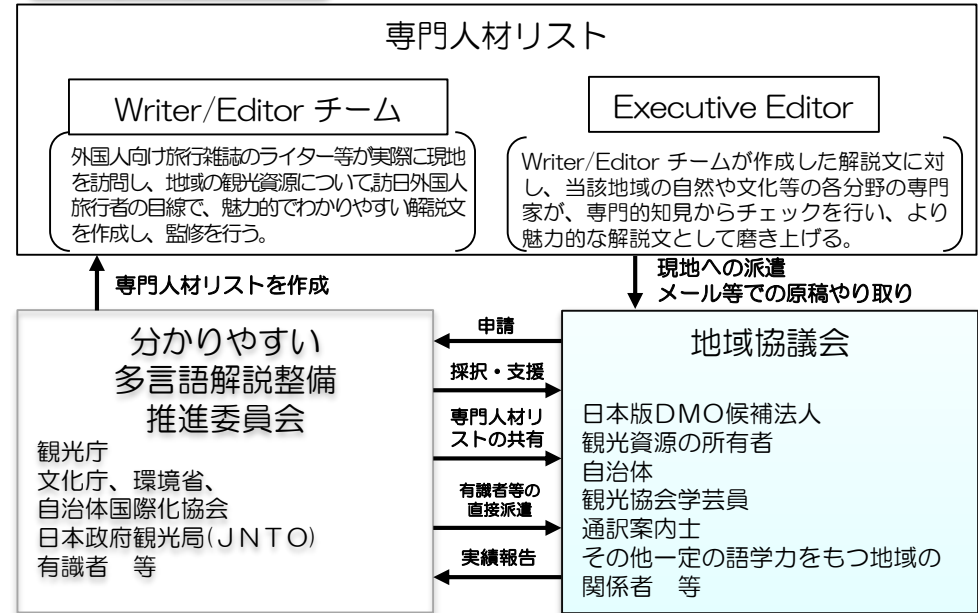 専門人材リスト
Writer/Editor チーム
外国人向け旅行雑誌のライター等が実際に現地
を訪問し、地域の観光資源について訪日外国人
旅行者の目線で、魅力的でわかりやすい解説文
を作成し、監修を行う。
Executive Editor
Writer/Editor チームが作成した解説文に対
し、当該地域の自然や文化等の各分野の専門
家が、専門的知見からチェックを行い、より
魅力的な解説文として磨き上げる。
専門人材リストを作成
現地への派遣
メール等での原稿やり取り
分かりやすい
多言語解説整備
推進委員会
観光庁
文化庁、環境省、
自治体国際化協会
日本政府観光局(ＪＮＴＯ)
有識者　等
申請
採択・支援
専門人材リ
ストの共有
有識者等の
直接派遣
実績報告
地域協議会
日本版ＤＭＯ候補法人
観光資源の所有者
自治体
観光協会学芸員
通訳案内士
その他一定の語学力をもつ地域の
関係者　等